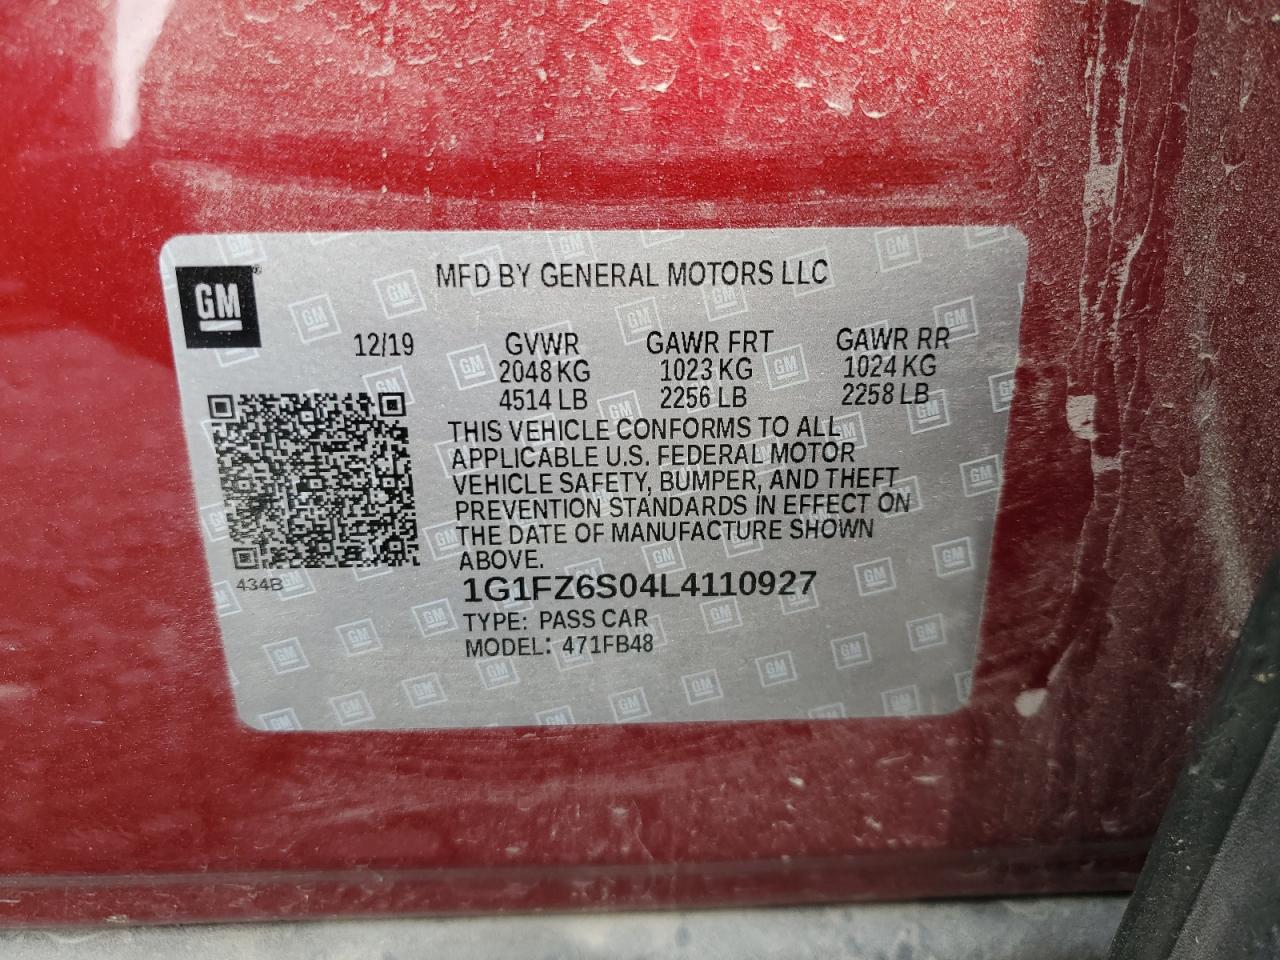 GM
MFD BY GENERAL MOTORS LLC
12/19 GVWR GAWR FRT GAWR RR
2048 KG 1023 KG 1024 KG
4514 LB 2256 LB 2258 LB
THIS VEHICLE CONFORMS TO ALL
APPLICABLE U.S. FEDERAL MOTOR
VEHICLE SAFETY, BUMPER, AND THEFT
PREVENTION STANDARDS IN EFFECT ON
THE DATE OF MANUFACTURE SHOWN
ABOVE.
434B
1G1FZ6S04L4110927
TYPE: PASS CAR
MODEL: 471FB48